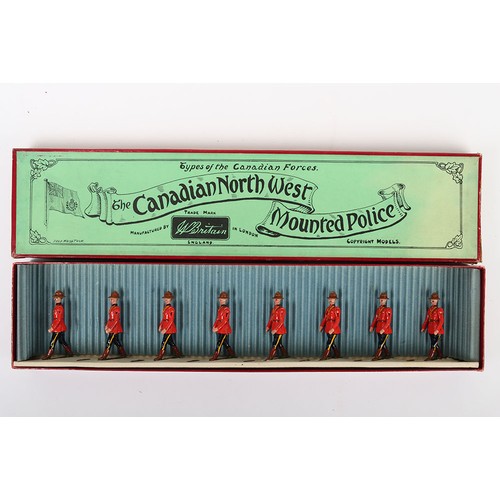 Types of the Canadian Forces.
The Canadian North West
Mounted Police
Trade Mark
Manufactured by Wm Britain in London
England.
Copyright Models.